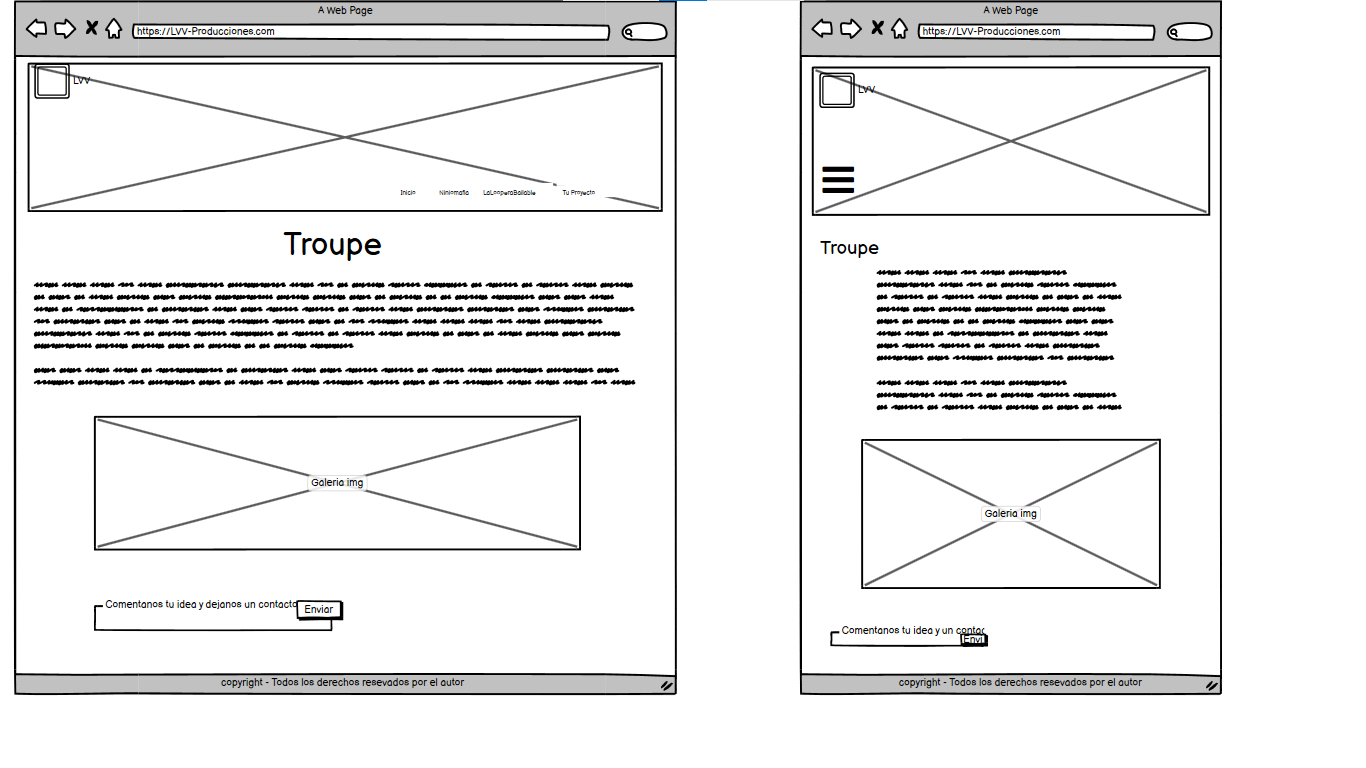 A Web Page
https://LVV-Producciones.com
LVV
Inicio Niniomafia LaLooperaBailable Tu Proyecto
Troupe
Galeria img
Comentanos tu idea y dejanos un contacto
Enviar
copyright - Todos los derechos resevados por el autor
A Web Page
https://LVV-Producciones.com
LVV
Troupe
Galeria img
Comentanos tu idea y un contac
Envi
copyright - Todos los derechos resevados por el autor